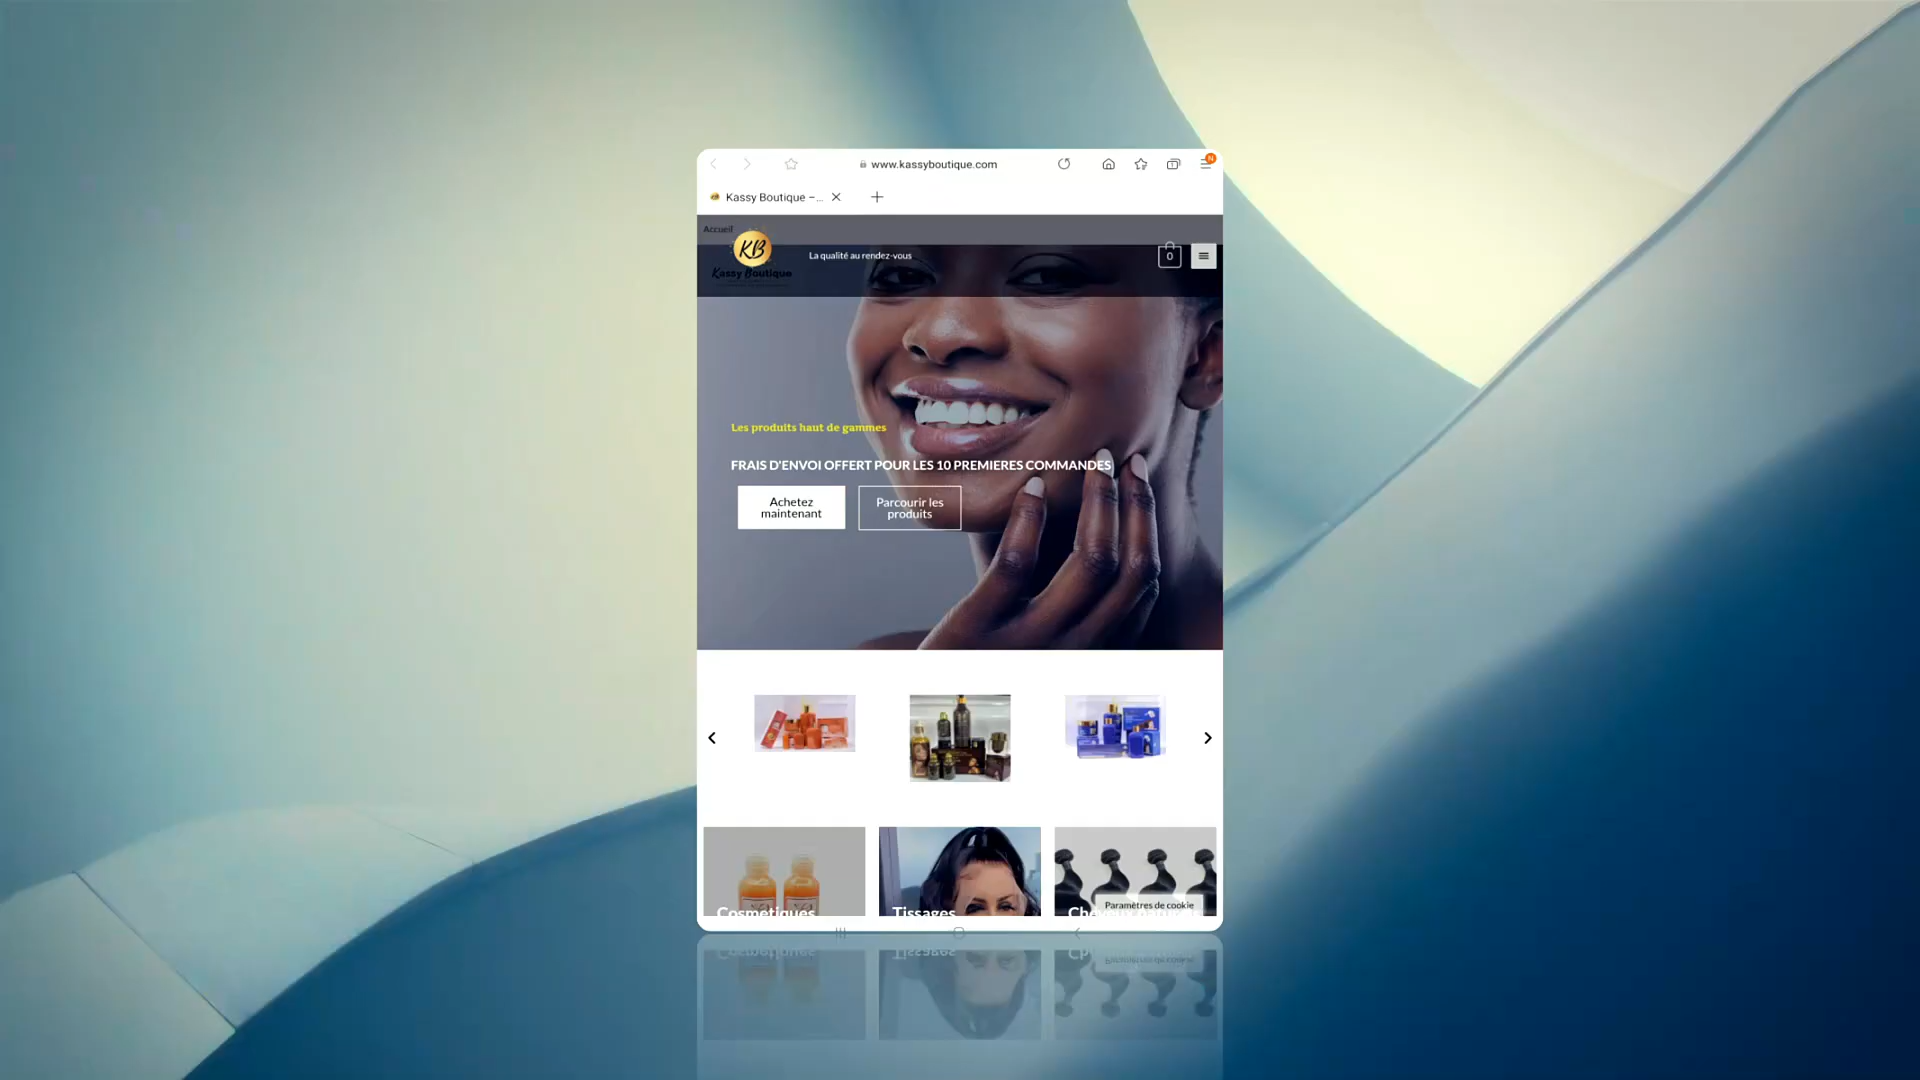 www.kassyboutique.com
N
1
Kassy Boutique –...
Accueil
KB
Kassy Boutique
La qualité au rendez-vous
0
Les produits haut de gammes
FRAIS D'ENVOI OFFERT POUR LES 10 PREMIERES COMMANDES
Achetez
maintenant
Parcourir les
produits
Cosmetiques
Tissages
Paramètres de cookie